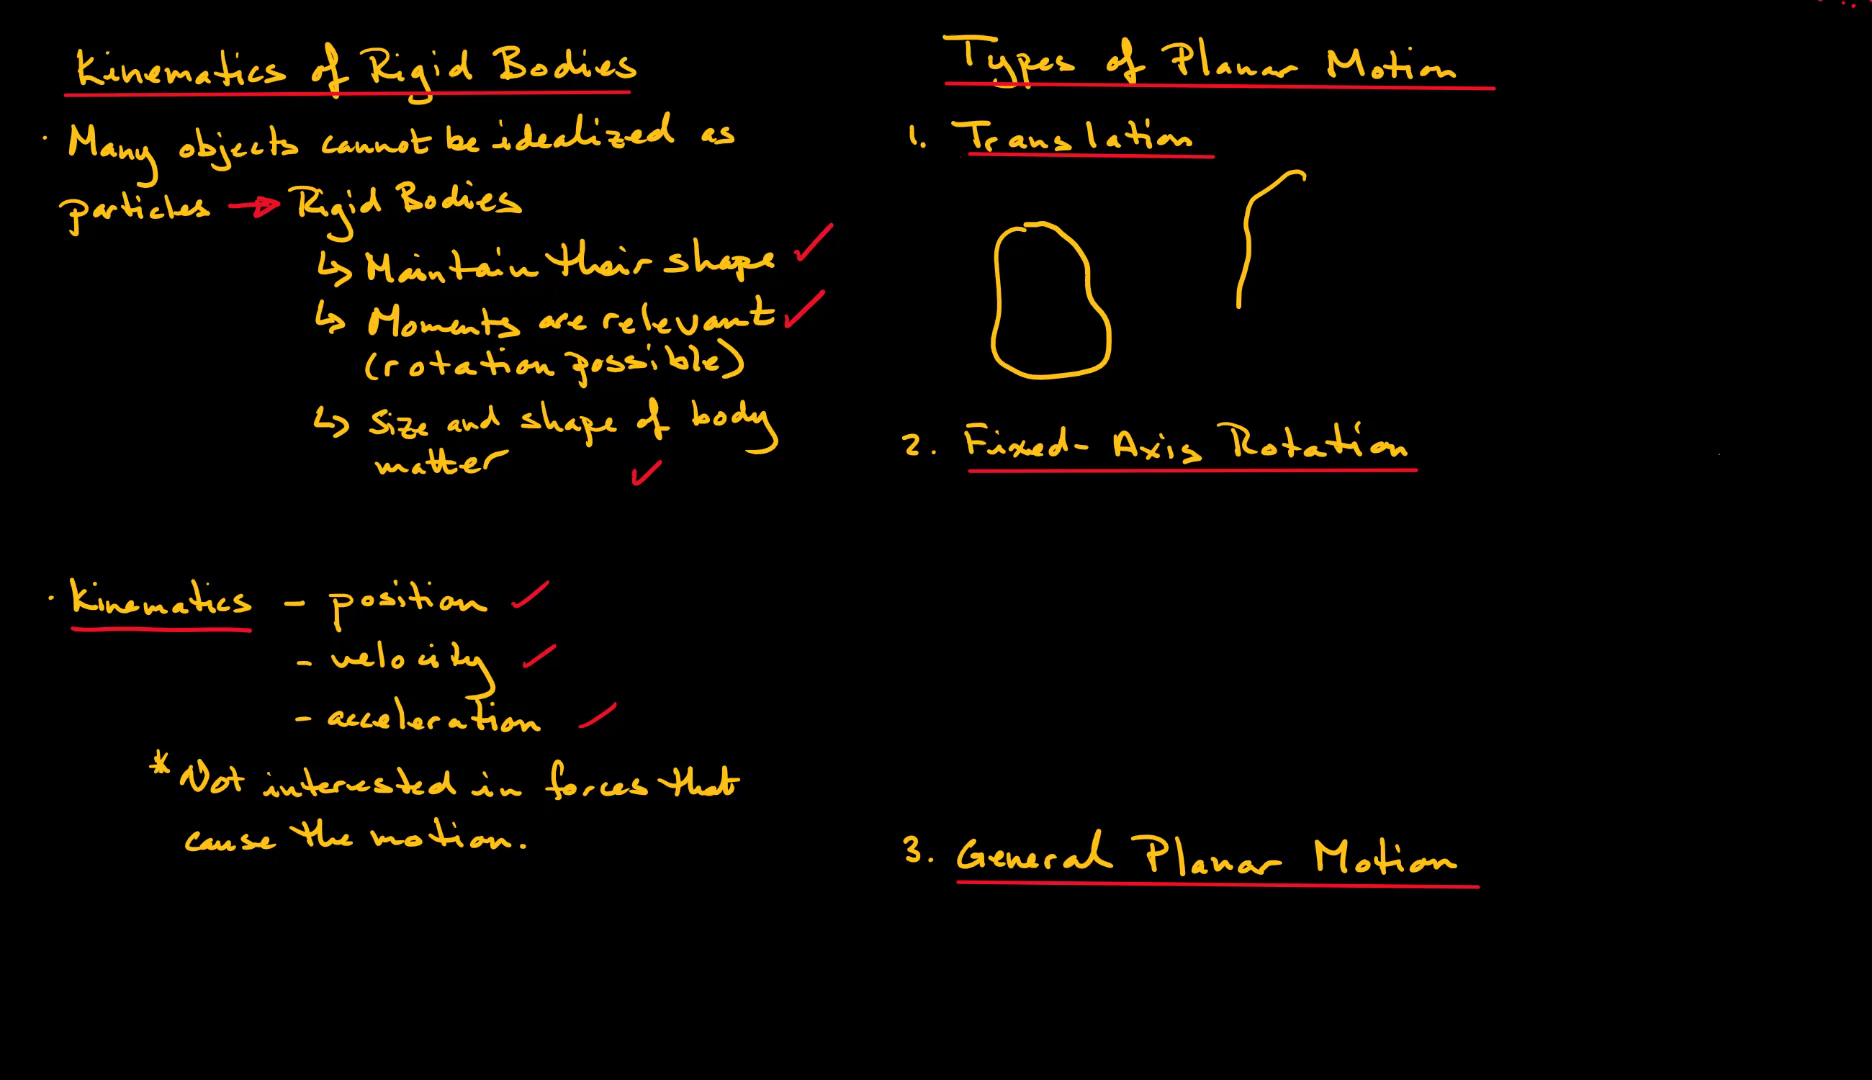 Kinematics of Rigid Bodies
· Many objects cannot be idealized as
particles → Rigid Bodies
↳ Maintain their shape ✓
↳ Moments are relevant ✓
(rotation possible)
↳ Size and shape of body
matter ✓
· Kinematics - position ✓
- velocity ✓
- acceleration ✓
* Not interested in forces that
cause the motion.
Types of Planar Motion
1. Translation
2. Fixed-Axis Rotation
3. General Planar Motion